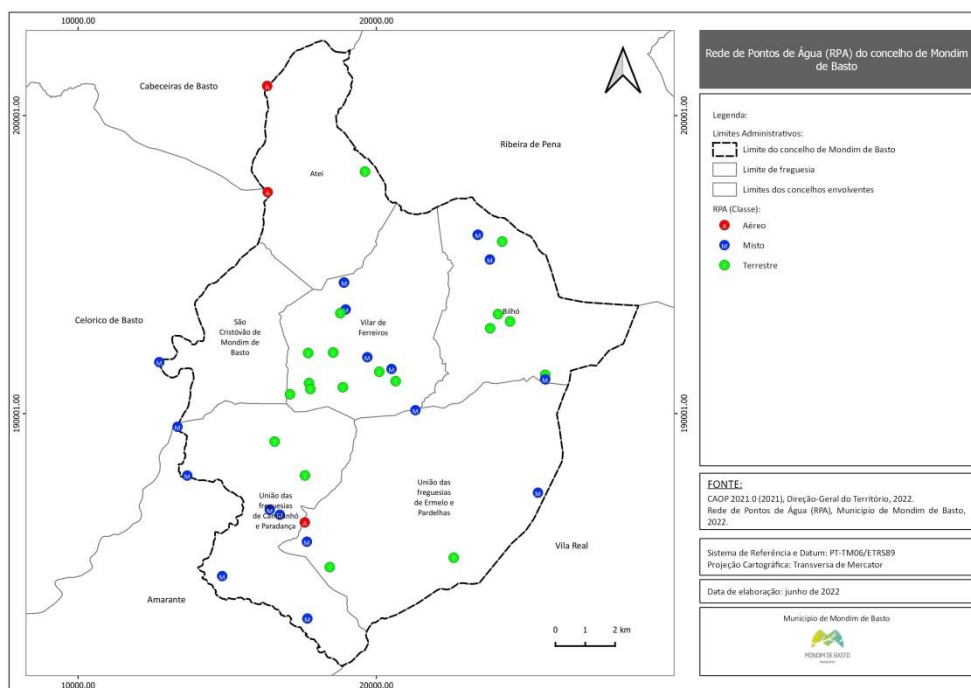 10000.00
20000.00
Rede de Pontos de Água (RPA) do concelho de Mondim
de Basto
Cabeceiras de Basto
200001.00
200001.00
Ribeira de Pena
Atei
Legenda:
Limites Administrativos:
Limite do concelho de Mondim de Basto
Limite de freguesia
Limites dos concelhos envolventes
RPA (Classe):
A Aéreo
M Misto
Terrestre
Celorico de Basto
São
Cristóvão de
Mondim de
Basto
Vilar de
Ferreiros
Bilhó
190001.00
190001.00
União das
freguesias
de Campanhó
e Paradança
União das
freguesias
de Ermelo e
Pardelhas
Vila Real
Amarante
0 1 2 km
FONTE:
CAOP 2021.0 (2021), Direção-Geral do Território, 2022.
Rede de Pontos de Água (RPA), Município de Mondim de Basto,
2022.
Sistema de Referência e Datum: PT-TM06/ETRS89
Projeção Cartográfica: Transversa de Mercator
Data de elaboração: junho de 2022
Município de Mondim de Basto
MONDIM DE BASTO
10000.00
20000.00